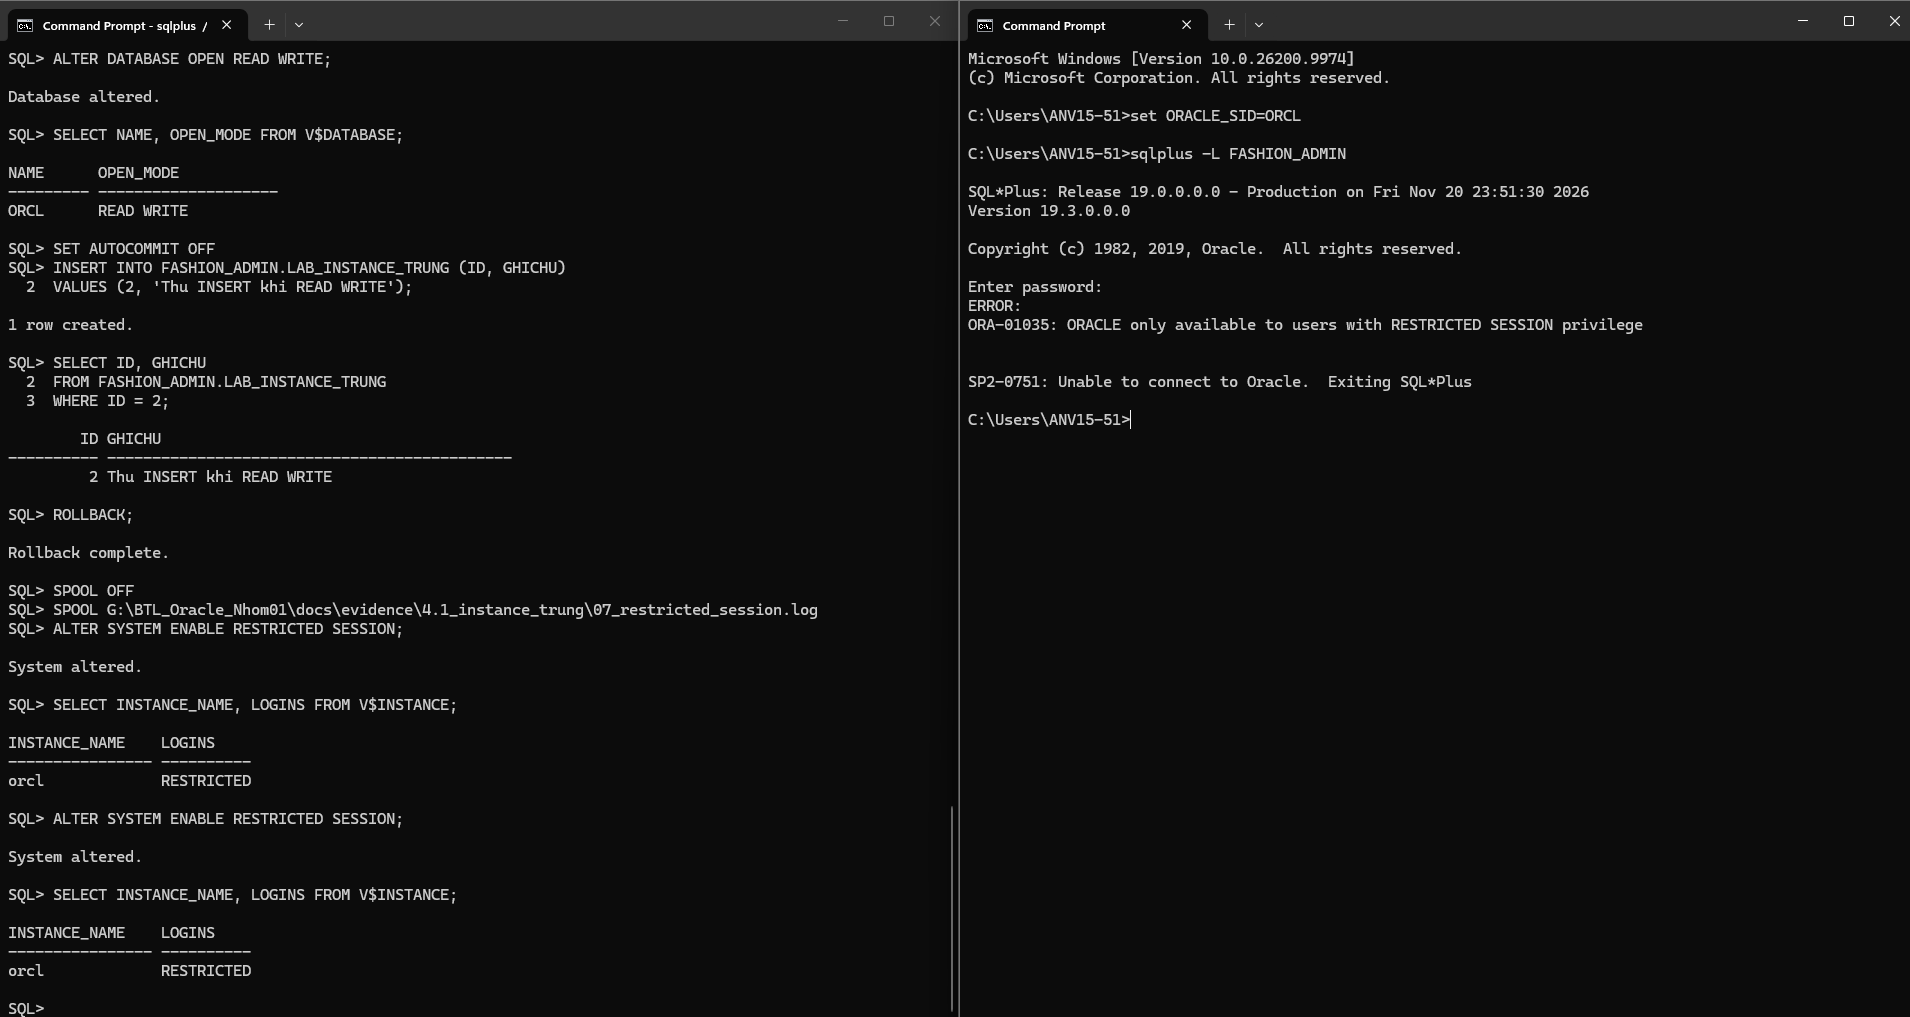 Command Prompt - sqlplus /
SQL> ALTER DATABASE OPEN READ WRITE;
Database altered.
SQL> SELECT NAME, OPEN_MODE FROM V$DATABASE;
NAME      OPEN_MODE
--------- --------------------
ORCL      READ WRITE
SQL> SET AUTOCOMMIT OFF
SQL> INSERT INTO FASHION_ADMIN.LAB_INSTANCE_TRUNG (ID, GHICHU)
  2  VALUES (2, 'Thu INSERT khi READ WRITE');
1 row created.
SQL> SELECT ID, GHICHU
  2  FROM FASHION_ADMIN.LAB_INSTANCE_TRUNG
  3  WHERE ID = 2;
        ID GHICHU
---------- ---------------------------------------------
         2 Thu INSERT khi READ WRITE
SQL> ROLLBACK;
Rollback complete.
SQL> SPOOL OFF
SQL> SPOOL G:\BTL_Oracle_Nhom01\docs\evidence\4.1_instance_trung\07_restricted_session.log
SQL> ALTER SYSTEM ENABLE RESTRICTED SESSION;
System altered.
SQL> SELECT INSTANCE_NAME, LOGINS FROM V$INSTANCE;
INSTANCE_NAME    LOGINS
---------------- ----------
orcl             RESTRICTED
SQL> ALTER SYSTEM ENABLE RESTRICTED SESSION;
System altered.
SQL> SELECT INSTANCE_NAME, LOGINS FROM V$INSTANCE;
INSTANCE_NAME    LOGINS
---------------- ----------
orcl             RESTRICTED
SQL>
Command Prompt
Microsoft Windows [Version 10.0.26200.9974]
(c) Microsoft Corporation. All rights reserved.
C:\Users\ANV15-51>set ORACLE_SID=ORCL
C:\Users\ANV15-51>sqlplus -L FASHION_ADMIN
SQL*Plus: Release 19.0.0.0.0 - Production on Fri Nov 20 23:51:30 2026
Version 19.3.0.0.0
Copyright (c) 1982, 2019, Oracle.  All rights reserved.
Enter password:
ERROR:
ORA-01035: ORACLE only available to users with RESTRICTED SESSION privilege
SP2-0751: Unable to connect to Oracle.  Exiting SQL*Plus
C:\Users\ANV15-51>